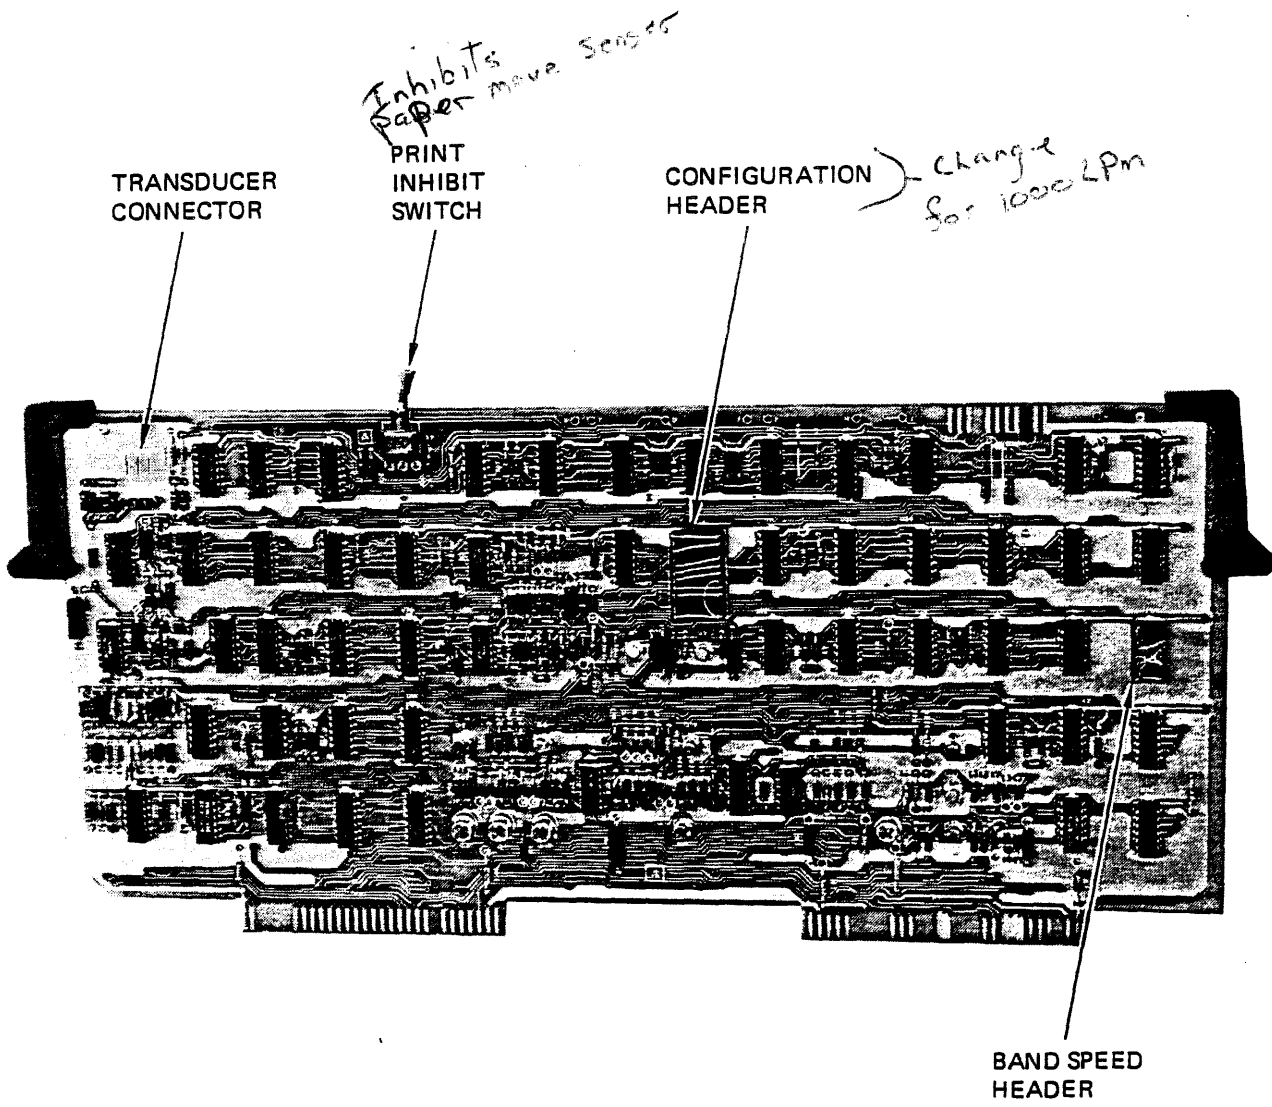 Inhibits
paper move sensor
PRINT
INHIBIT
SWITCH
TRANSDUCER
CONNECTOR
CONFIGURATION
HEADER
Change
for 1000 LPM
BAND SPEED
HEADER